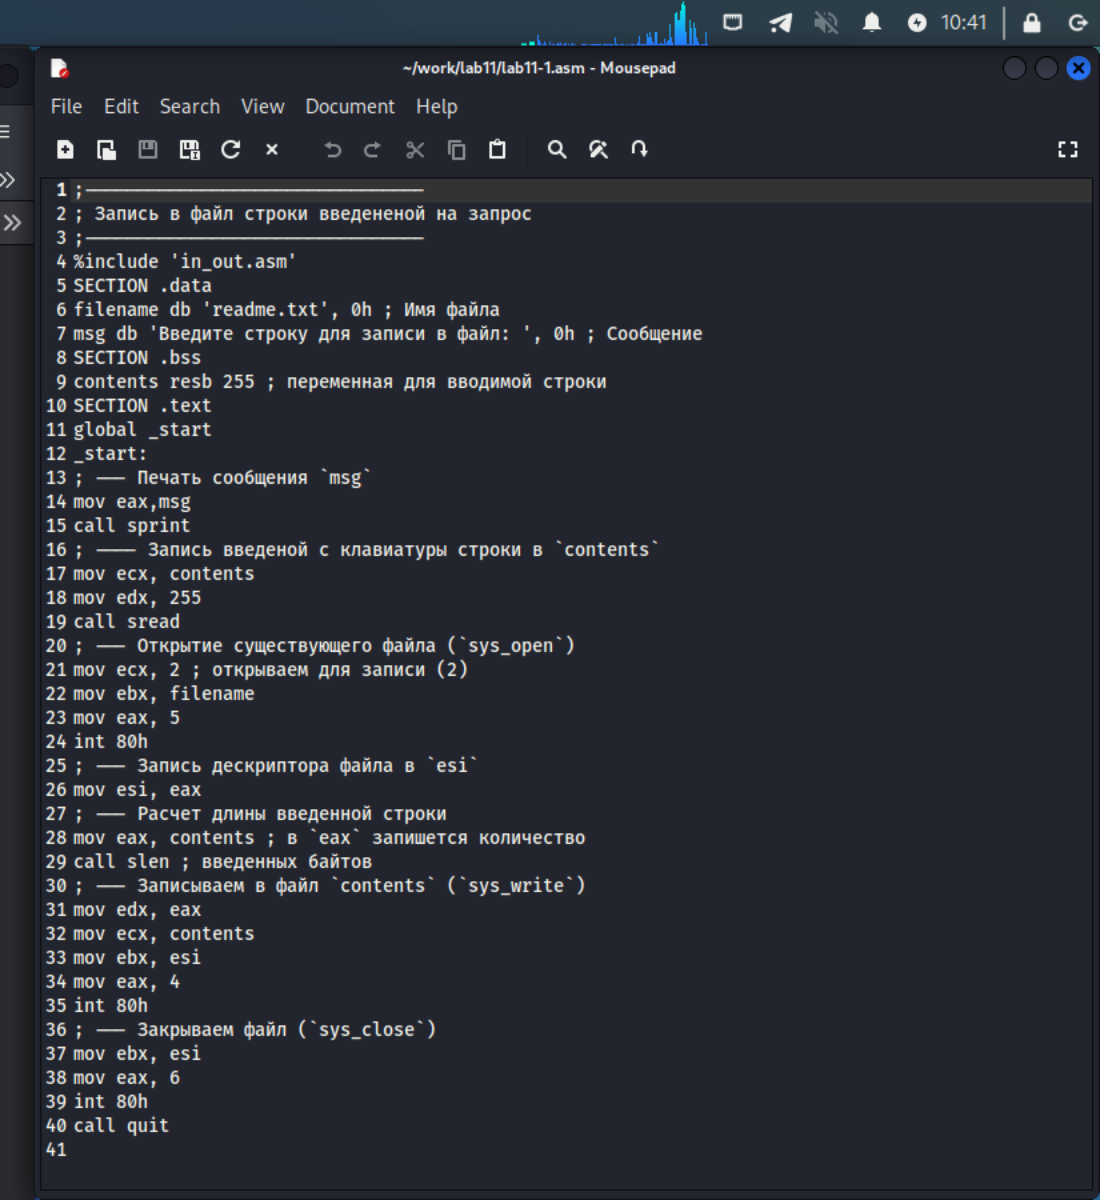 10:41
~/work/lab11/lab11-1.asm - Mousepad
File Edit Search View Document Help
1 ;--------------------------------
2 ; Запись в файл строки введененой на запрос
3 ;--------------------------------
4 %include 'in_out.asm'
5 SECTION .data
6 filename db 'readme.txt', 0h ; Имя файла
7 msg db 'Введите строку для записи в файл: ', 0h ; Сообщение
8 SECTION .bss
9 contents resb 255 ; переменная для вводимой строки
10 SECTION .text
11 global _start
12 _start:
13 ; --- Печать сообщения `msg`
14 mov eax,msg
15 call sprint
16 ; ---- Запись введеной с клавиатуры строки в `contents`
17 mov ecx, contents
18 mov edx, 255
19 call sread
20 ; --- Открытие существующего файла (`sys_open`)
21 mov ecx, 2 ; открываем для записи (2)
22 mov ebx, filename
23 mov eax, 5
24 int 80h
25 ; --- Запись дескриптора файла в `esi`
26 mov esi, eax
27 ; --- Расчет длины введенной строки
28 mov eax, contents ; в `eax` запишется количество
29 call slen ; введенных байтов
30 ; --- Записываем в файл `contents` (`sys_write`)
31 mov edx, eax
32 mov ecx, contents
33 mov ebx, esi
34 mov eax, 4
35 int 80h
36 ; --- Закрываем файл (`sys_close`)
37 mov ebx, esi
38 mov eax, 6
39 int 80h
40 call quit
41